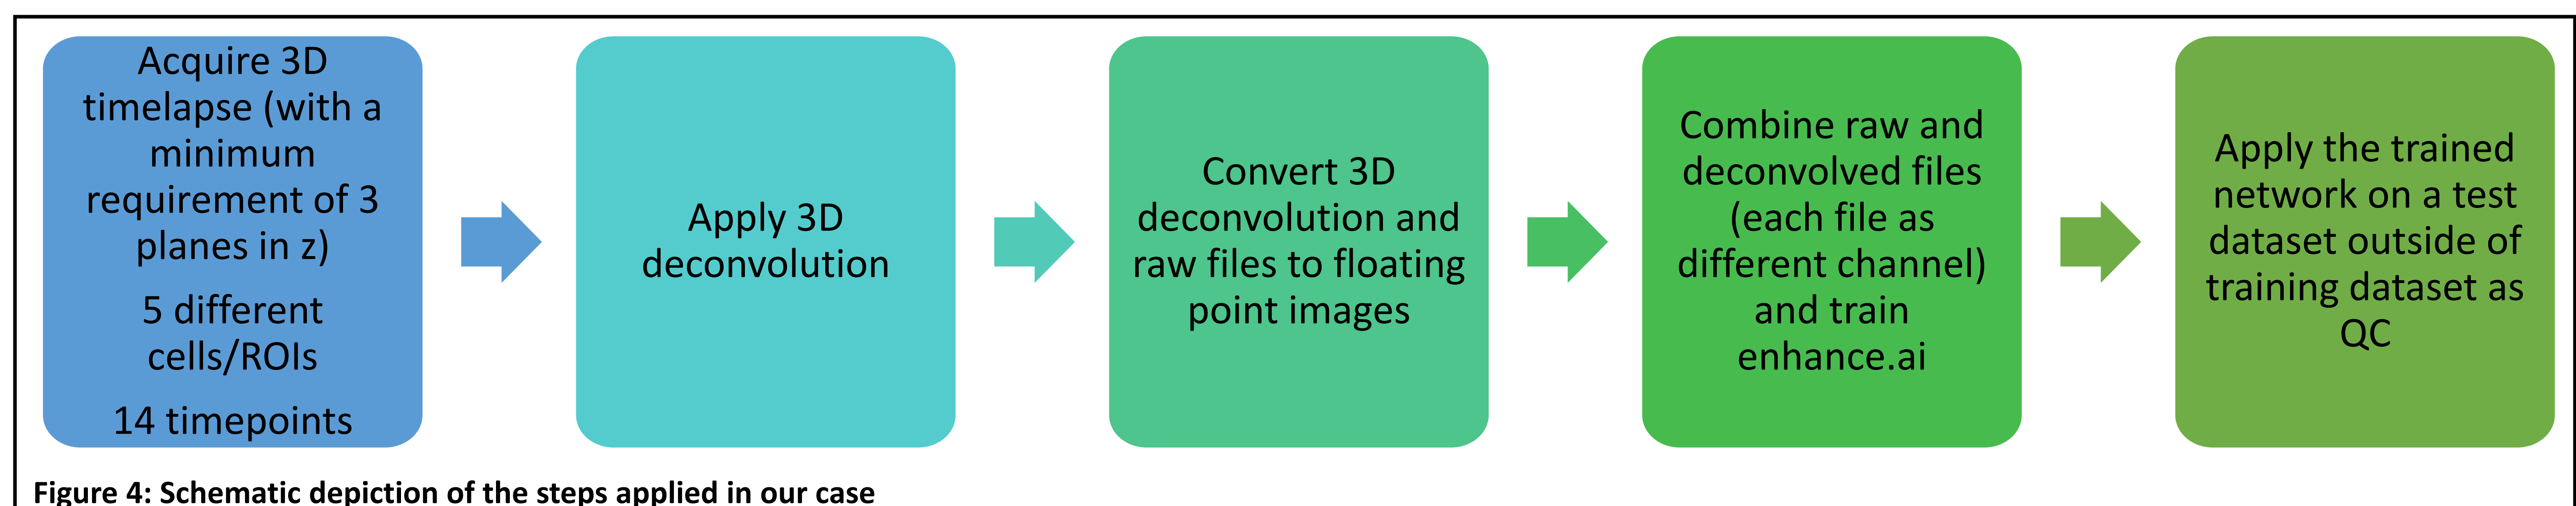 Acquire 3D
timelapse (with a
minimum
requirement of 3
planes in z)
5 different
cells/ROIs
14 timepoints
Apply 3D
deconvolution
Convert 3D
deconvolution and
raw files to floating
point images
Combine raw and
deconvolved files
(each file as
different channel)
and train
enhance.ai
Apply the trained
network on a test
dataset outside of
training dataset as
QC
Figure 4: Schematic depiction of the steps applied in our case